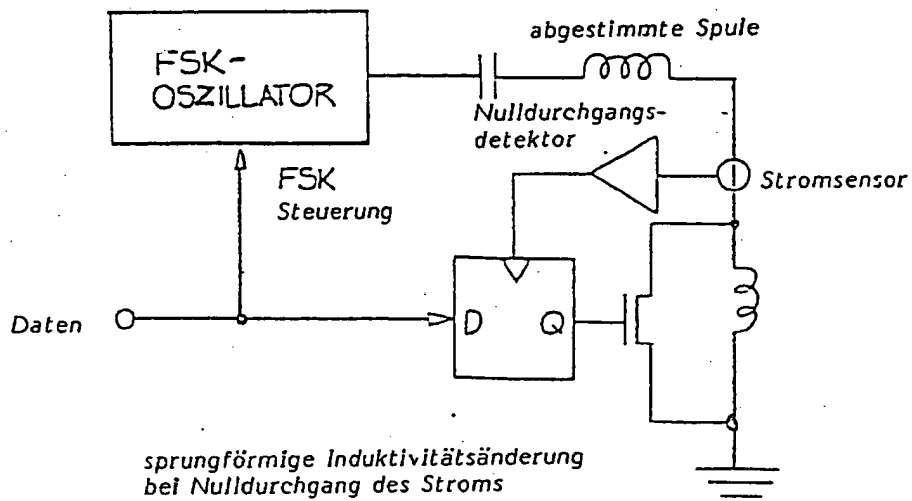 abgestimmte Spule
FSK-
OSZILLATOR
Nulldurchgangs-
detektor
FSK
Steuerung
Stromsensor
Daten
D
Q
sprungförmige Induktivitätsänderung
bei Nulldurchgang des Stroms